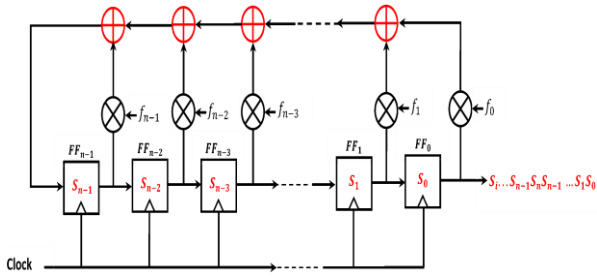 f_{n-1} f_{n-2} f_{n-3} f_1 f_0
FF_{n-1} FF_{n-2} FF_{n-3} FF_1 FF_0
S_{n-1} S_{n-2} S_{n-3} S_1 S_0 S_i...S_{n-1}S_nS_{n-1} ...S_1S_0
Clock